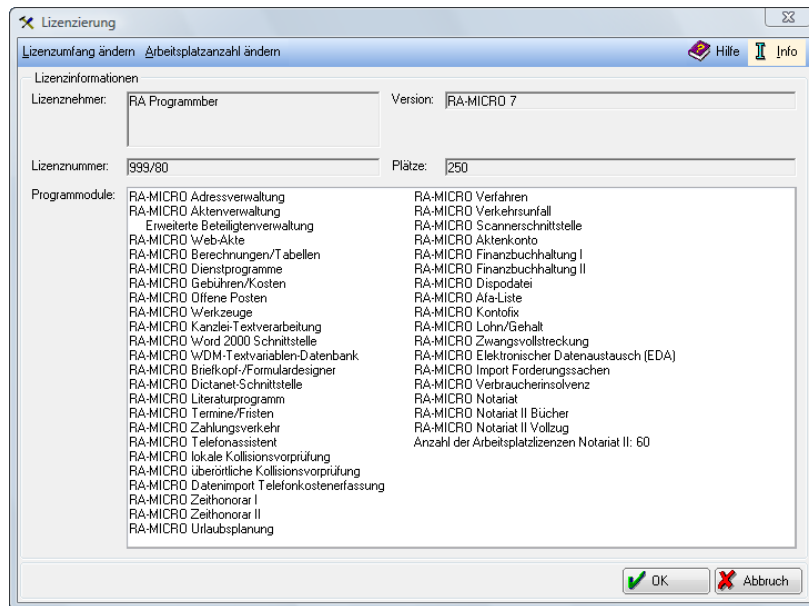 Lizenzierung
Lizenzumfang ändern Arbeitsplatzanzahl ändern Hilfe Info
Lizenzinformationen
Lizenznehmer: RA Programmber Version: RA-MICRO 7
Lizenznummer: 999/80 Plätze: 250
Programmodule:
RA-MICRO Adressverwaltung
RA-MICRO Aktenverwaltung
Erweiterte Beteiligtenverwaltung
RA-MICRO Web-Akte
RA-MICRO Berechnungen/Tabellen
RA-MICRO Dienstprogramme
RA-MICRO Gebühren/Kosten
RA-MICRO Offene Posten
RA-MICRO Werkzeuge
RA-MICRO Kanzlei-Textverarbeitung
RA-MICRO Word 2000 Schnittstelle
RA-MICRO WDM-Textvariablen-Datenbank
RA-MICRO Briefkopf-/Formulardesigner
RA-MICRO Dictanet-Schnittstelle
RA-MICRO Literaturprogramm
RA-MICRO Termine/Fristen
RA-MICRO Zahlungsverkehr
RA-MICRO Telefonassistent
RA-MICRO lokale Kollisionsvorprüfung
RA-MICRO überörtliche Kollisionsvorprüfung
RA-MICRO Datenimport Telefonkostenerfassung
RA-MICRO Zeithonorar I
RA-MICRO Zeithonorar II
RA-MICRO Urlaubsplanung
RA-MICRO Verfahren
RA-MICRO Verkehrsunfall
RA-MICRO Scannerschnittstelle
RA-MICRO Aktenkonto
RA-MICRO Finanzbuchhaltung I
RA-MICRO Finanzbuchhaltung II
RA-MICRO Dispodatei
RA-MICRO Afa-Liste
RA-MICRO Kontofix
RA-MICRO Lohn/Gehalt
RA-MICRO Zwangsvollstreckung
RA-MICRO Elektronischer Datenaustausch (EDA)
RA-MICRO Import Forderungssachen
RA-MICRO Verbraucherinsolvenz
RA-MICRO Notariat
RA-MICRO Notariat II Bücher
RA-MICRO Notariat II Vollzug
Anzahl der Arbeitsplatzlizenzen Notariat II: 60
OK Abbruch